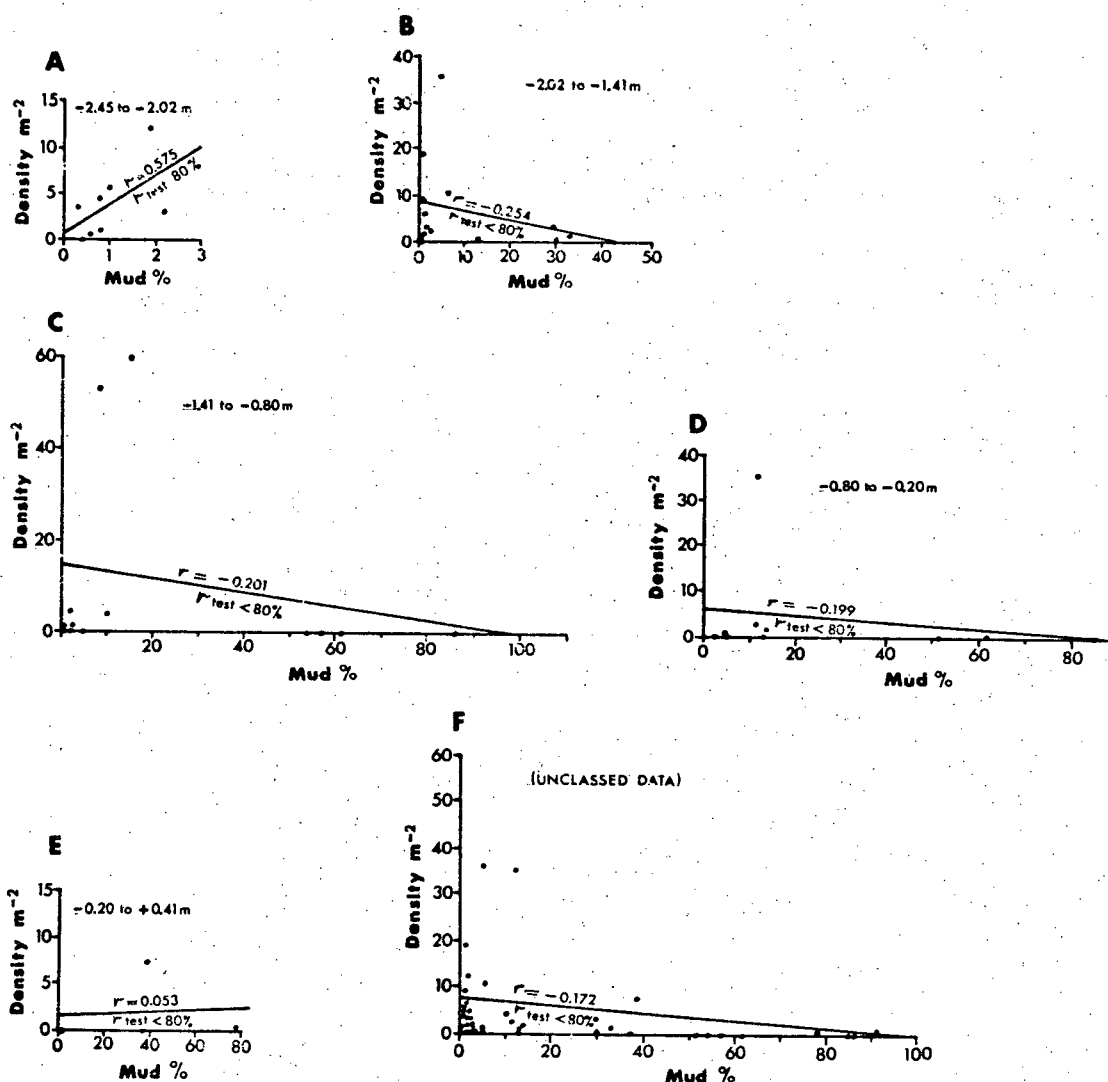 A
Density m⁻²
15
10
5
0
-2.45 to -2.02 m
r=0.575
r test 80%
0 1 2 3
Mud %
B
Density m⁻²
40
30
20
10
0
-2.02 to -1.41m
r=-0.254
r test <80%
0 10 20 30 40 50
Mud %
C
Density m⁻²
60
40
20
0
-1.41 to -0.80m
r = -0.201
r test <80%
20 40 60 80 100
Mud %
D
Density m⁻²
40
30
20
10
0
-0.80 to -0.20m
r = -0.199
r test <80%
0 20 40 60 80
Mud %
E
Density m⁻²
15
10
5
0
-0.20 to +0.41m
r=0.053
r test <80%
0 20 40 60 80
Mud %
F
Density m⁻²
60
50
40
30
20
10
0
(UNCLASSED DATA)
r=-0.172
r test <80%
0 20 40 60 80 100
Mud %